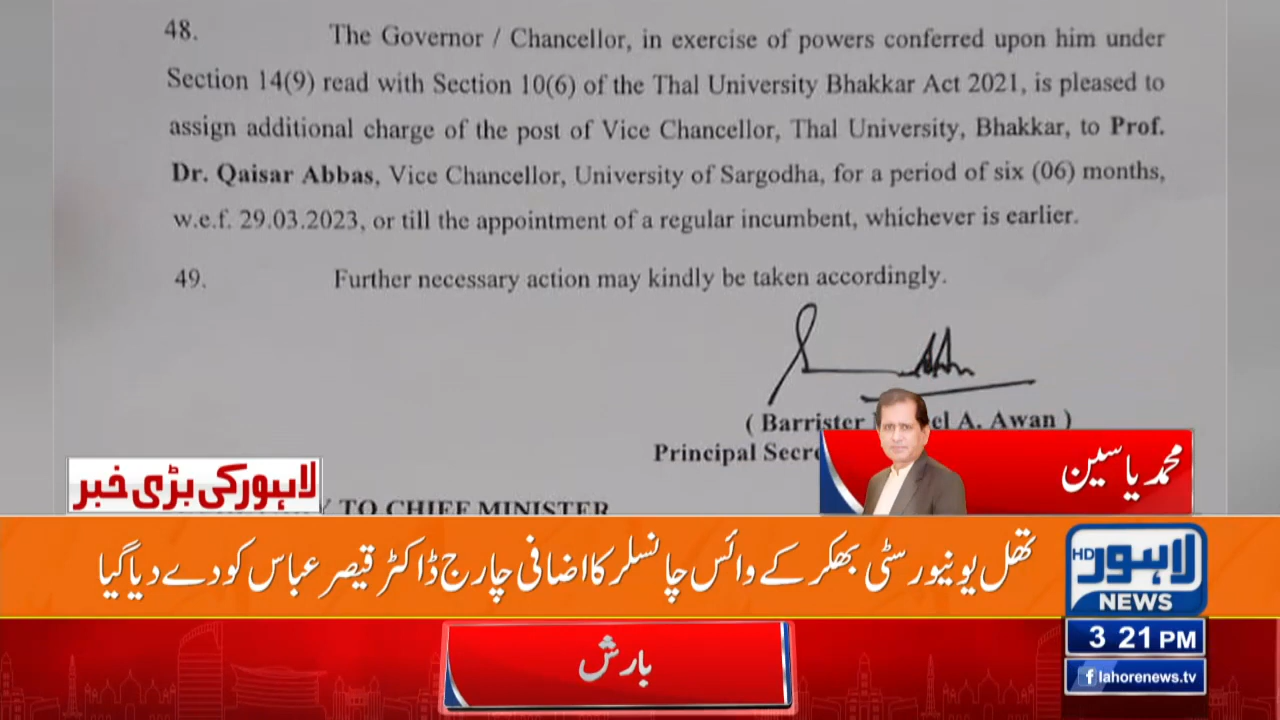 48. The Governor / Chancellor, in exercise of powers conferred upon him under
Section 14(9) read with Section 10(6) of the Thal University Bhakkar Act 2021, is pleased to
assign additional charge of the post of Vice Chancellor, Thal University, Bhakkar, to Prof.
Dr. Qaisar Abbas, Vice Chancellor, University of Sargodha, for a period of six (06) months,
w.e.f. 29.03.2023, or till the appointment of a regular incumbent, whichever is earlier.
49. Further necessary action may kindly be taken accordingly.
( Barrister A. Awan )
Principal
محمد یاسین
لاہور کی بڑی خبر
TO CHIEF MINISTER
تھل یونیورسٹی بھکر کے وائس چانسلر کا اضافی چارج ڈاکٹر قیصر عباس کو دے دیا گیا
HD لاہور
NEWS
3 21 PM
بارش
lahorenews.tv